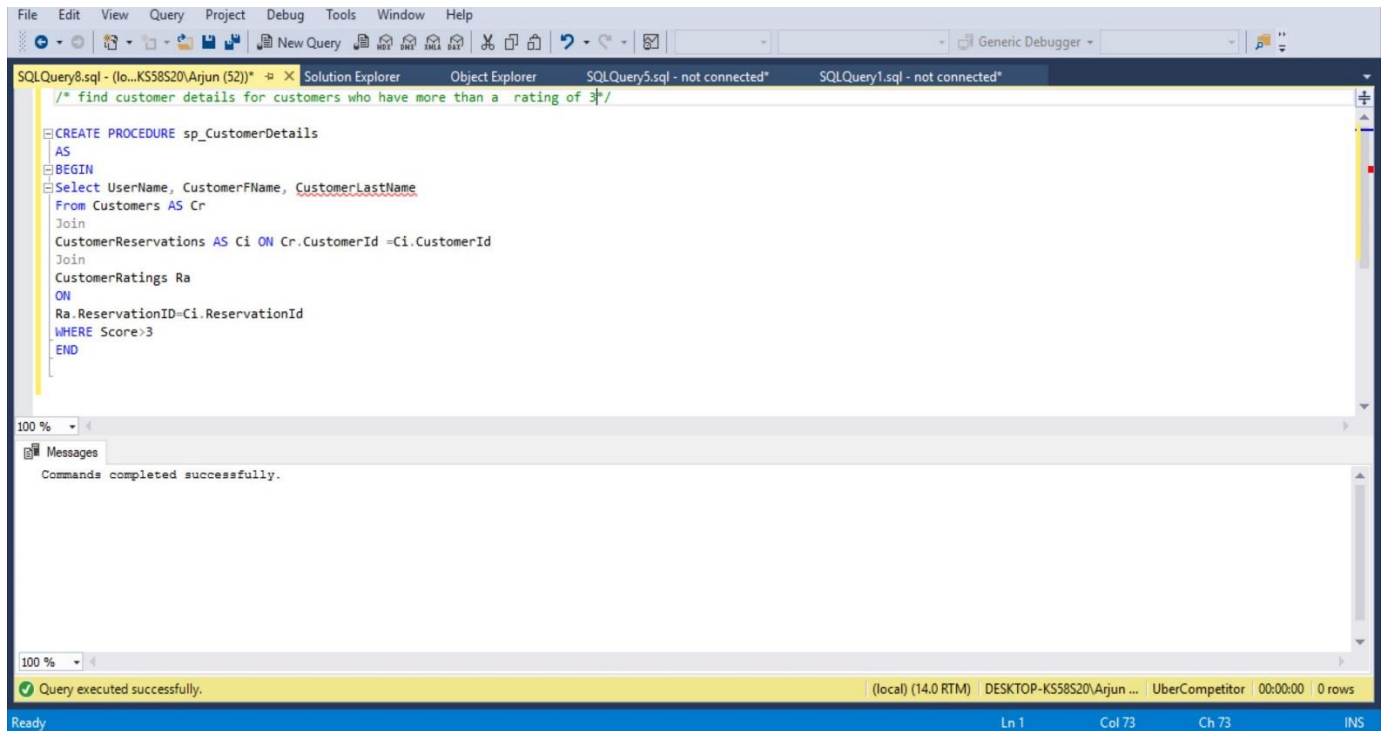 File Edit View Query Project Debug Tools Window Help
New Query MDX DMX XMLA DAX Generic Debugger
SQLQuery8.sql - (lo...KS58S20\Arjun (52))* Solution Explorer Object Explorer SQLQuery5.sql - not connected* SQLQuery1.sql - not connected*
/* find customer details for customers who have more than a  rating of 3*/
CREATE PROCEDURE sp_CustomerDetails
AS
BEGIN
Select UserName, CustomerFName, CustomerLastName
From Customers AS Cr
Join
CustomerReservations AS Ci ON Cr.CustomerId =Ci.CustomerId
Join
CustomerRatings Ra
ON
Ra.ReservationID=Ci.ReservationId
WHERE Score>3
END
100 %
Messages
Commands completed successfully.
100 %
Query executed successfully. (local) (14.0 RTM) DESKTOP-KS58S20\Arjun ... UberCompetitor 00:00:00 0 rows
Ready Ln 1 Col 73 Ch 73 INS